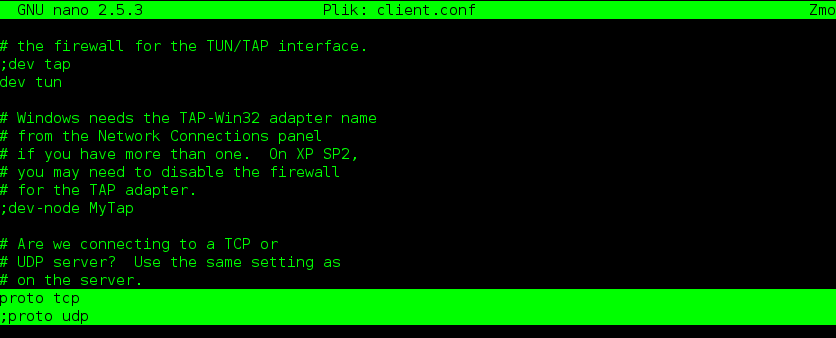 GNU nano 2.5.3 Plik: client.conf Zmo
# the firewall for the TUN/TAP interface.
;dev tap
dev tun
# Windows needs the TAP-Win32 adapter name
# from the Network Connections panel
# if you have more than one.  On XP SP2,
# you may need to disable the firewall
# for the TAP adapter.
;dev-node MyTap
# Are we connecting to a TCP or
# UDP server?  Use the same setting as
# on the server.
proto tcp
;proto udp